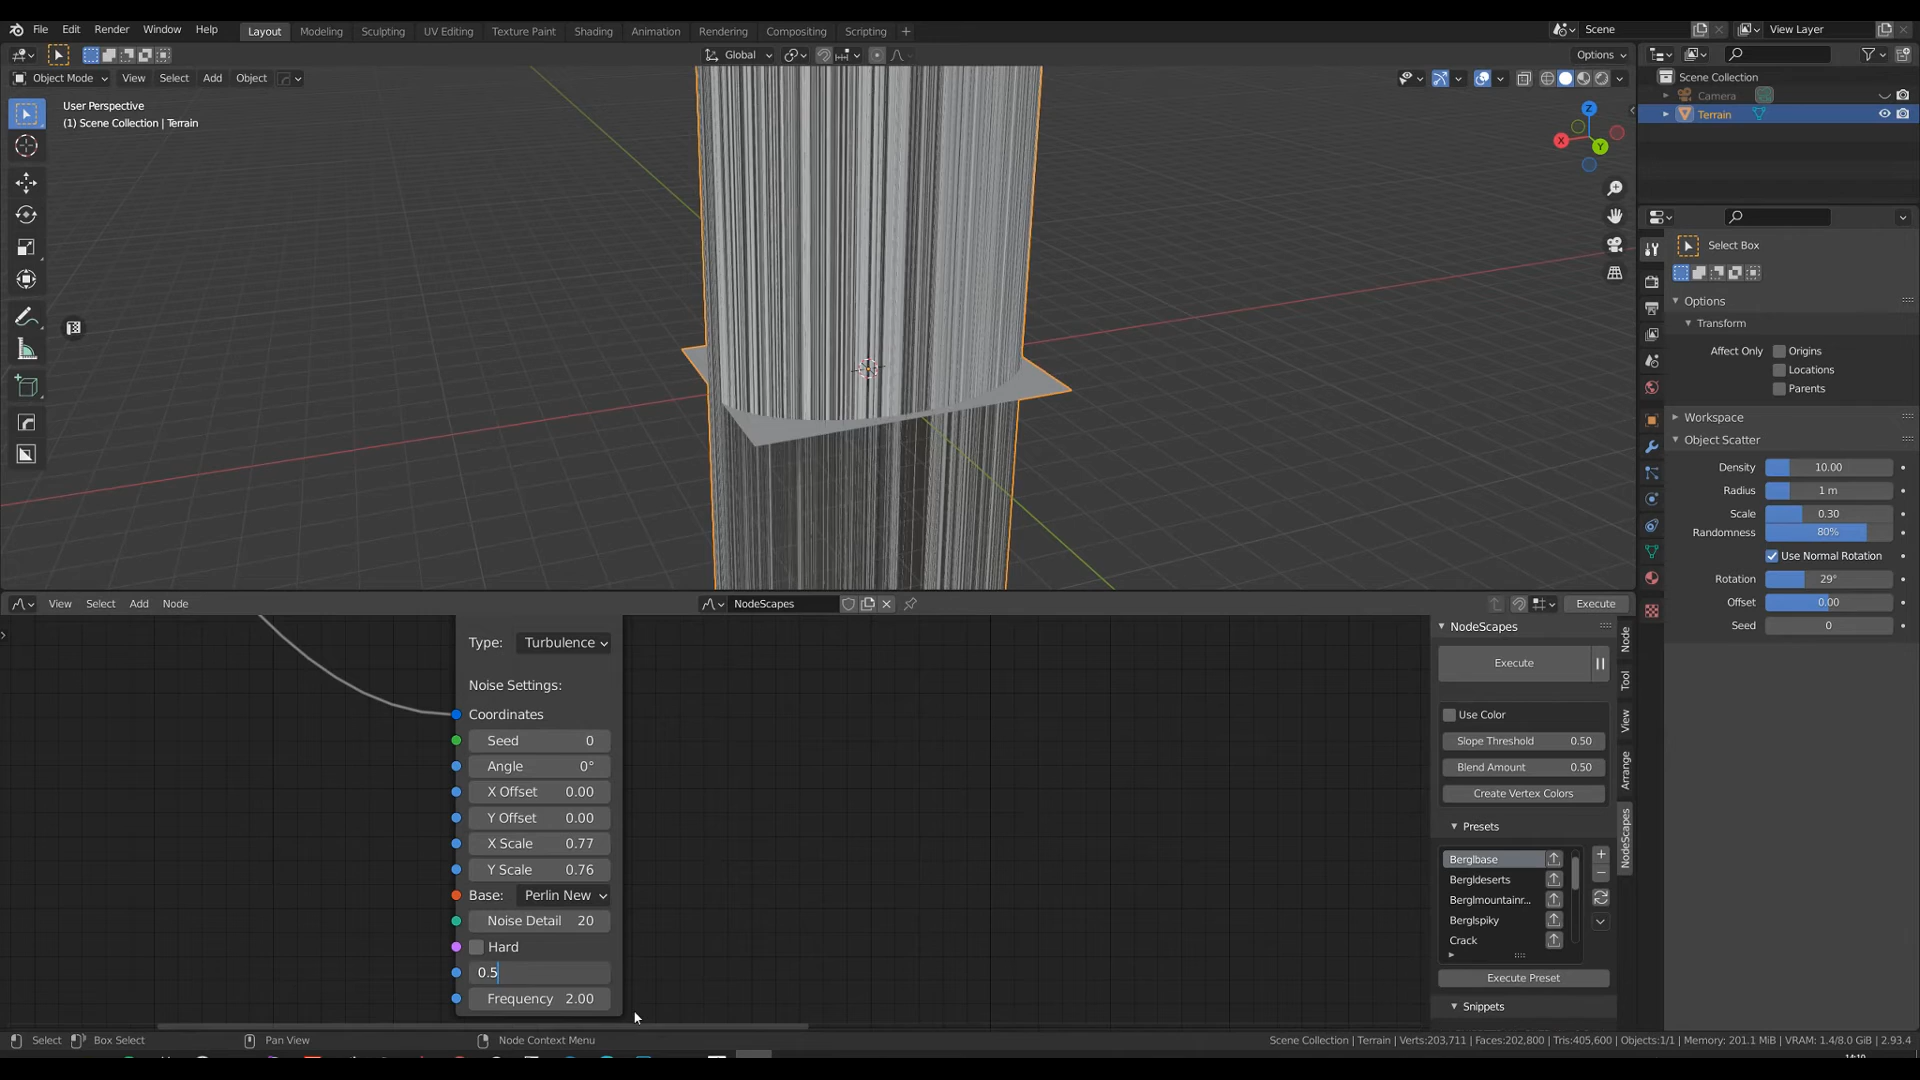 File Edit Render Window Help Layout Modeling Sculpting UV Editing Texture Paint Shading Animation Rendering Compositing Scripting + Scene View Layer
Global Options
Object Mode View Select Add Object
User Perspective
(1) Scene Collection | Terrain
Z
X
Y
Scene Collection
Camera
Terrain
Select Box
Options
Transform
Affect Only Origins
Locations
Parents
Workspace
Object Scatter
Density 10.00
Radius 1 m
Scale 0.30
Randomness 80%
Use Normal Rotation
Rotation 29°
Offset 0.00
Seed 0
View Select Add Node NodeScapes Execute
Type: Turbulence
Noise Settings:
Coordinates
Seed 0
Angle 0°
X Offset 0.00
Y Offset 0.00
X Scale 0.77
Y Scale 0.76
Base: Perlin New
Noise Detail 20
Hard
0.5
Frequency 2.00
NodeScapes
Execute
Use Color
Slope Threshold 0.50
Blend Amount 0.50
Create Vertex Colors
Presets
Berglbase
Bergldeserts
Berglmountainr...
Berglspiky
Crack
Execute Preset
Snippets
Node
Tool
View
Arrange
NodeScapes
Select Box Select Pan View Node Context Menu Scene Collection | Terrain | Verts:203,711 | Faces:202,800 | Tris:405,600 | Objects:1/1 | Memory: 201.1 MiB | VRAM: 1.4/8.0 GiB | 2.93.4